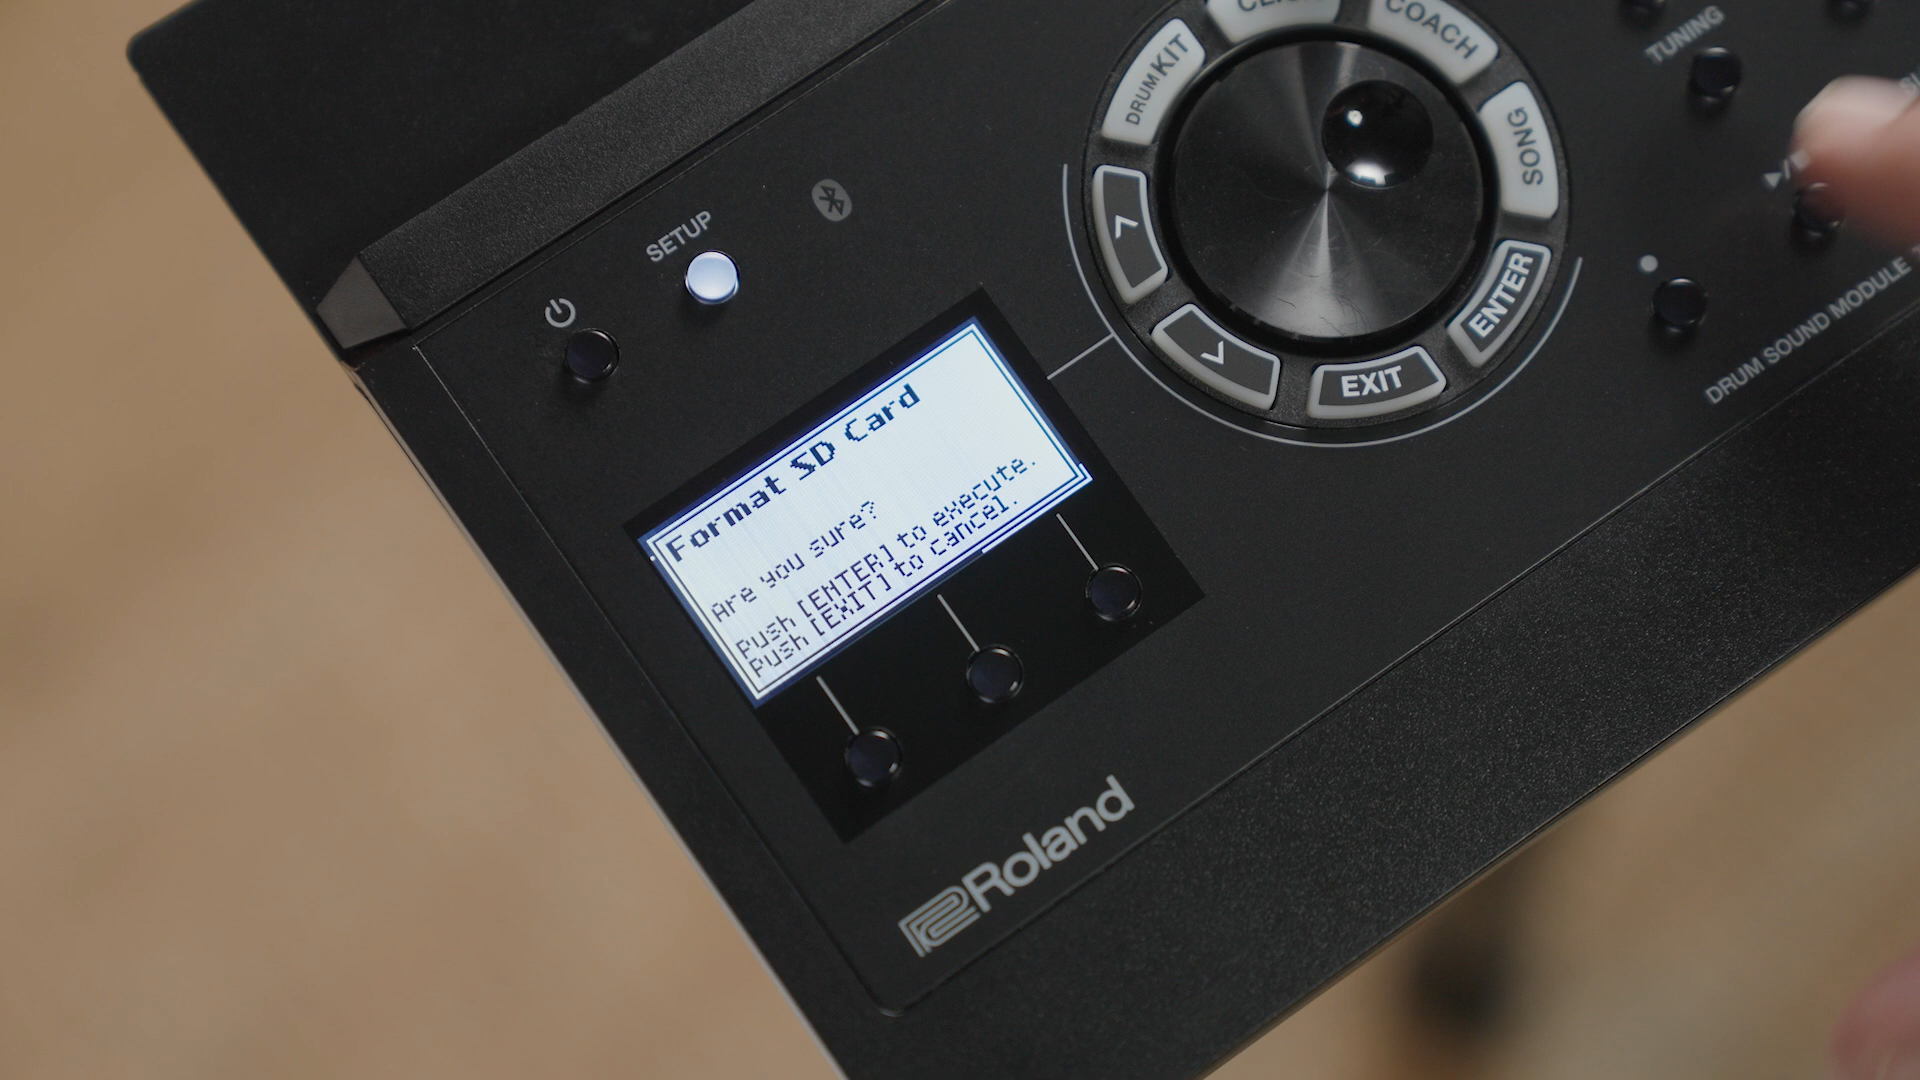 CLICK
COACH
TUNING
DRUM KIT
SONG
SETUP
ENTER
EXIT
DRUM SOUND MODULE
Format SD Card
Are you sure?
push [ENTER] to execute.
push [EXIT] to cancel.
Roland